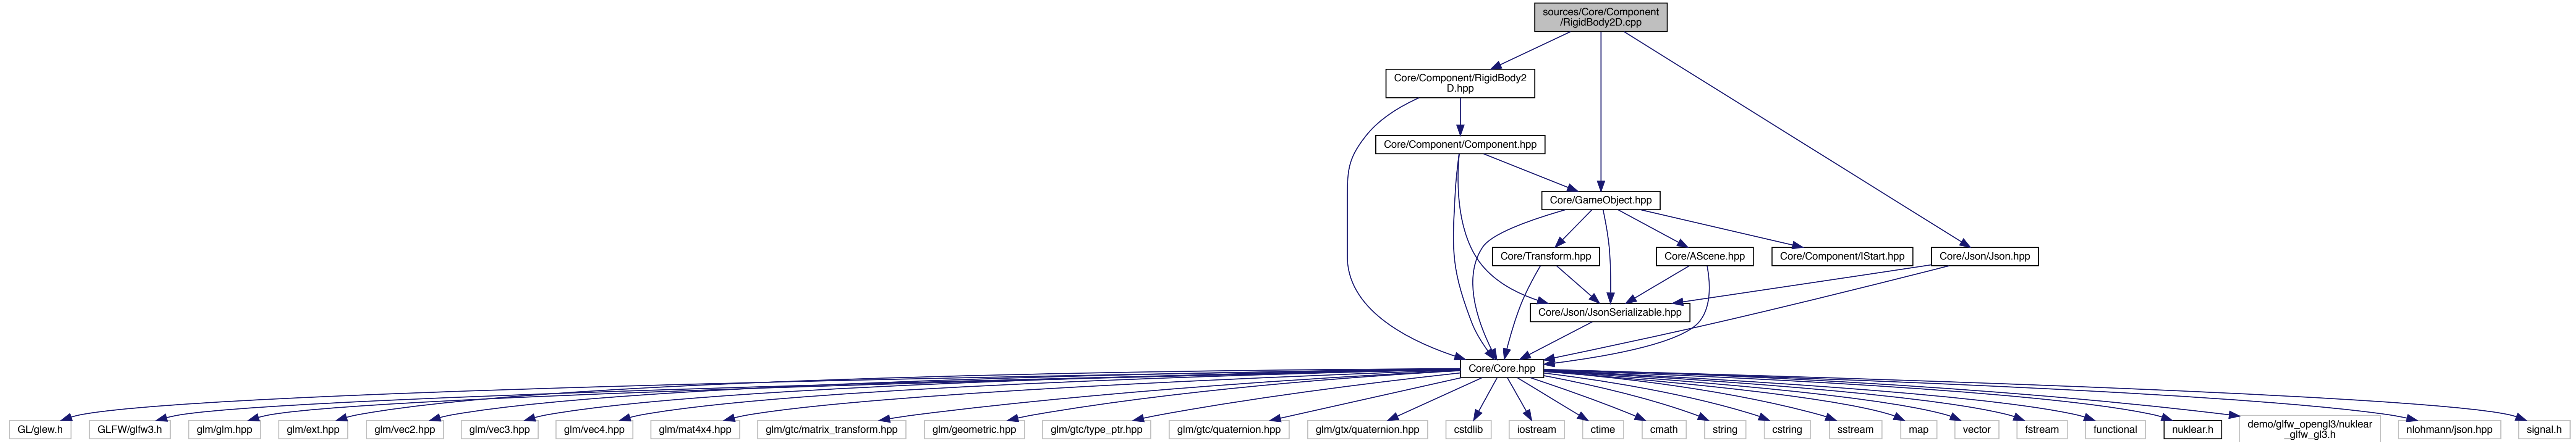 sources/Core/Component
/RigidBody2D.cpp
Core/Component/RigidBody2
D.hpp
Core/Component/Component.hpp
Core/GameObject.hpp
Core/Transform.hpp
Core/AScene.hpp
Core/Component/IStart.hpp
Core/Json/Json.hpp
Core/Json/JsonSerializable.hpp
Core/Core.hpp
GL/glew.h
GLFW/glfw3.h
glm/glm.hpp
glm/ext.hpp
glm/vec2.hpp
glm/vec3.hpp
glm/vec4.hpp
glm/mat4x4.hpp
glm/gtc/matrix_transform.hpp
glm/geometric.hpp
glm/gtc/type_ptr.hpp
glm/gtc/quaternion.hpp
glm/gtx/quaternion.hpp
cstdlib
iostream
ctime
cmath
string
cstring
sstream
map
vector
fstream
functional
nuklear.h
demo/glfw_opengl3/nuklear
_glfw_gl3.h
nlohmann/json.hpp
signal.h